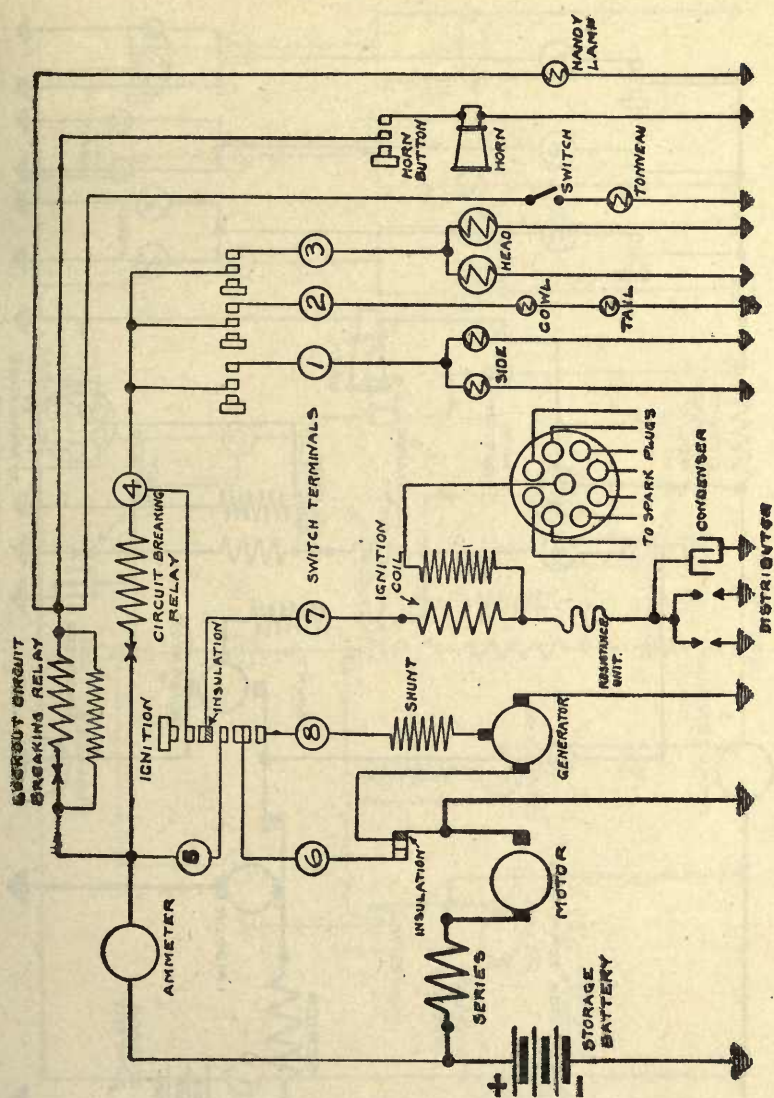 LOCKOUT CIRCUIT
BREAKING RELAY
AMMETER
IGNITION
INSULATION
CIRCUIT BREAKING
RELAY
4
5
SWITCH TERMINALS
6
8
7
1
2
3
INSULATION
SERIES
MOTOR
SHUNT
GENERATOR
IGNITION
COIL
RESISTANCE
UNIT.
TO SPARK PLUGS
CONDENSER
DISTRIBUTOR
SIDE
COWL
TAIL
HEAD
HORN
BUTTON
HORN
SWITCH
TONNEAU
HANDY
LAMP
STORAGE
BATTERY
+
-